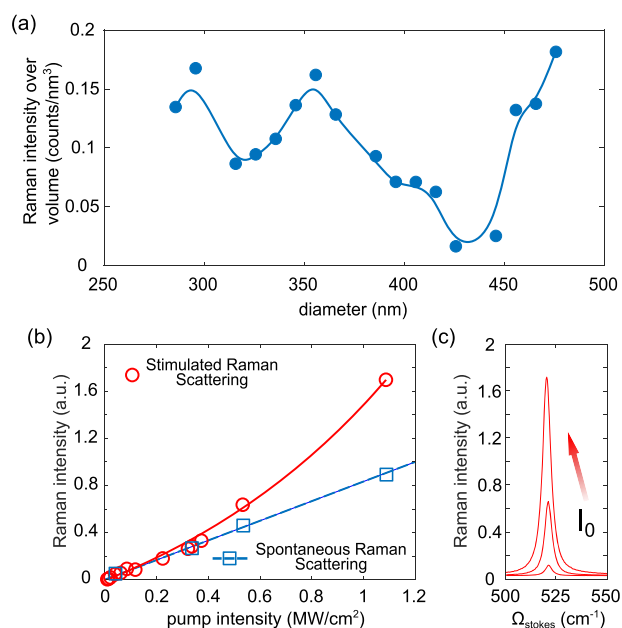 (a)
Raman intensity over
volume (counts/nm³)
0.2
0.15
0.1
0.05
0
250
300
350
400
450
500
diameter (nm)
(b)
Raman intensity (a.u.)
2
1.6
1.2
0.8
0.4
0
Stimulated Raman
Scattering
Spontaneous Raman
Scattering
0
0.2
0.4
0.6
0.8
1
1.2
pump intensity (MW/cm²)
(c)
Raman intensity (a.u.)
2
1.6
1.2
0.8
0.4
0
I₀
500
525
550
Ωstokes (cm⁻¹)